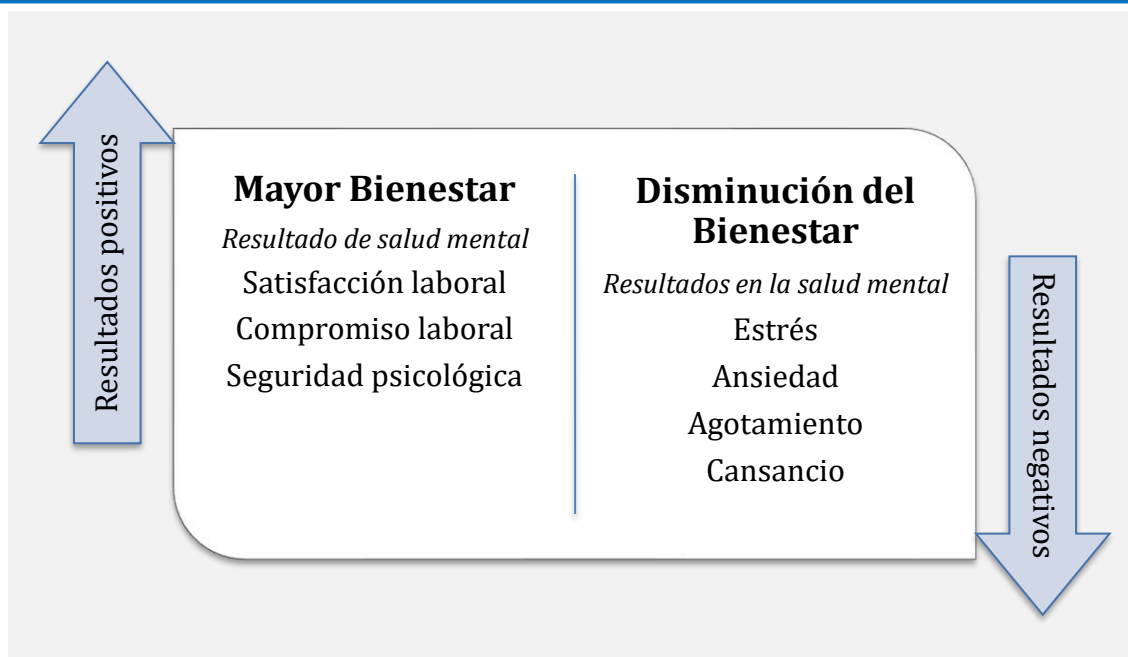 Resultados positivos
Mayor Bienestar
Resultado de salud mental
Satisfacción laboral
Compromiso laboral
Seguridad psicológica
Disminución del
Bienestar
Resultados en la salud mental
Estrés
Ansiedad
Agotamiento
Cansancio
Resultados negativos